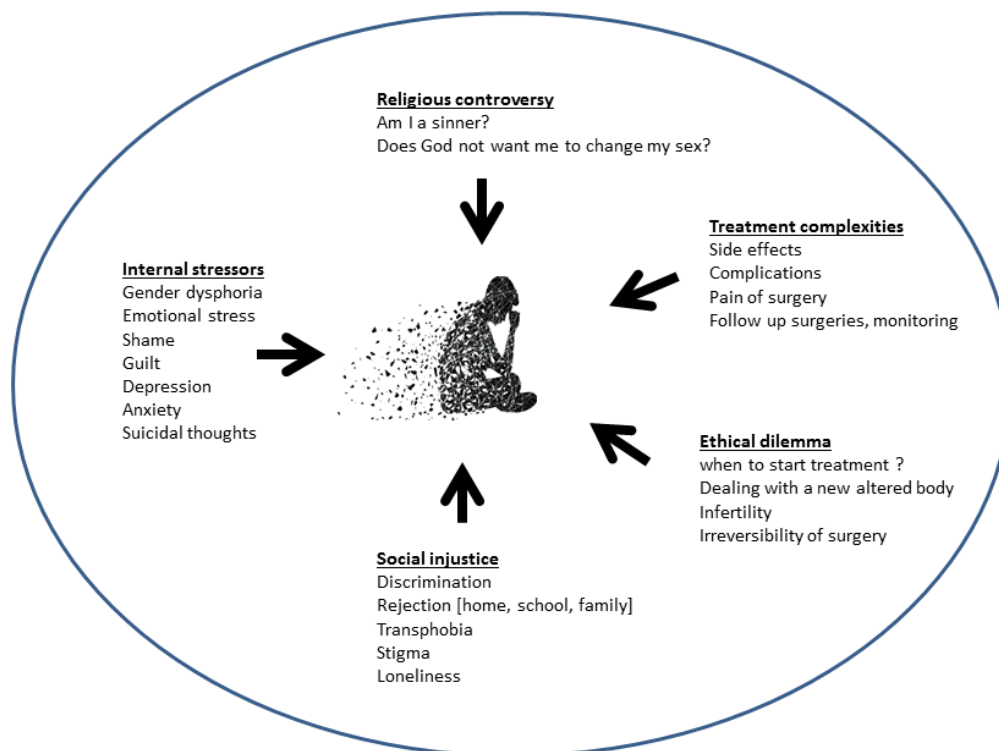 Religious controversy
Am I a sinner?
Does God not want me to change my sex?
Treatment complexities
Side effects
Complications
Pain of surgery
Follow up surgeries, monitoring
Internal stressors
Gender dysphoria
Emotional stress
Shame
Guilt
Depression
Anxiety
Suicidal thoughts
Ethical dilemma
when to start treatment ?
Dealing with a new altered body
Infertility
Irreversibility of surgery
Social injustice
Discrimination
Rejection [home, school, family]
Transphobia
Stigma
Loneliness